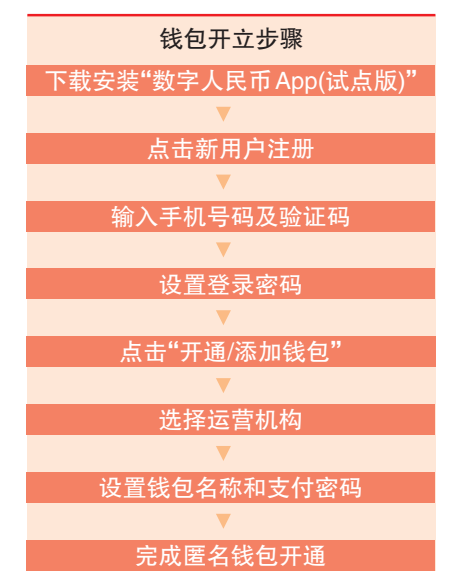 钱包开立步骤
下载安装“数字人民币App(试点版)”
点击新用户注册
输入手机号码及验证码
设置登录密码
点击“开通/添加钱包”
选择运营机构
设置钱包名称和支付密码
完成匿名钱包开通